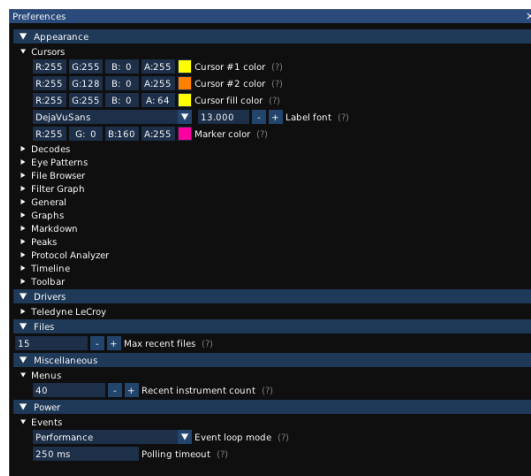 Preferences
Appearance
Cursors
R:255 G:255 B: 0 A:255 Cursor #1 color (?)
R:255 G:128 B: 0 A:255 Cursor #2 color (?)
R:255 G:255 B: 0 A: 64 Cursor fill color (?)
DejaVuSans 13.000 - + Label font (?)
R:255 G: 0 B:160 A:255 Marker color (?)
Decodes
Eye Patterns
File Browser
Filter Graph
General
Graphs
Markdown
Peaks
Protocol Analyzer
Timeline
Toolbar
Drivers
Teledyne LeCroy
Files
15 - + Max recent files (?)
Miscellaneous
Menus
40 - + Recent instrument count (?)
Power
Events
Performance Event loop mode (?)
250 ms Polling timeout (?)